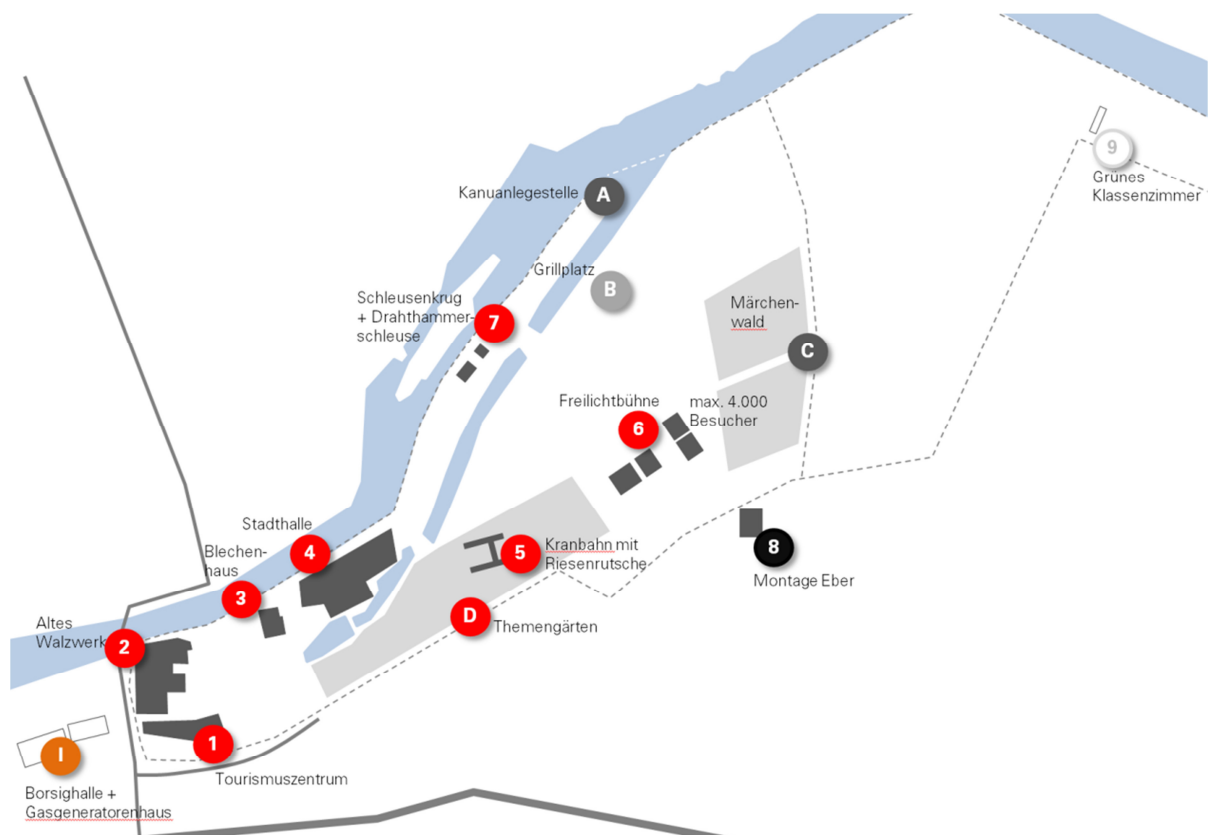 9
Grünes
Klassenzimmer
Kanuanlegestelle
A
Grillplatz
B
Schleusenkrug
+ Drahthammer-
schleuse
7
Märchen-
wald
C
Freilichtbühne
6
max. 4.000
Besucher
Stadthalle
4
Blechen-
haus
3
Kranbahn mit
Riesenrutsche
5
8
Montage Eber
Altes
Walzwerk
2
D
Themengärten
1
Tourismuszentrum
I
Borsighalle +
Gasgeneratorenhaus